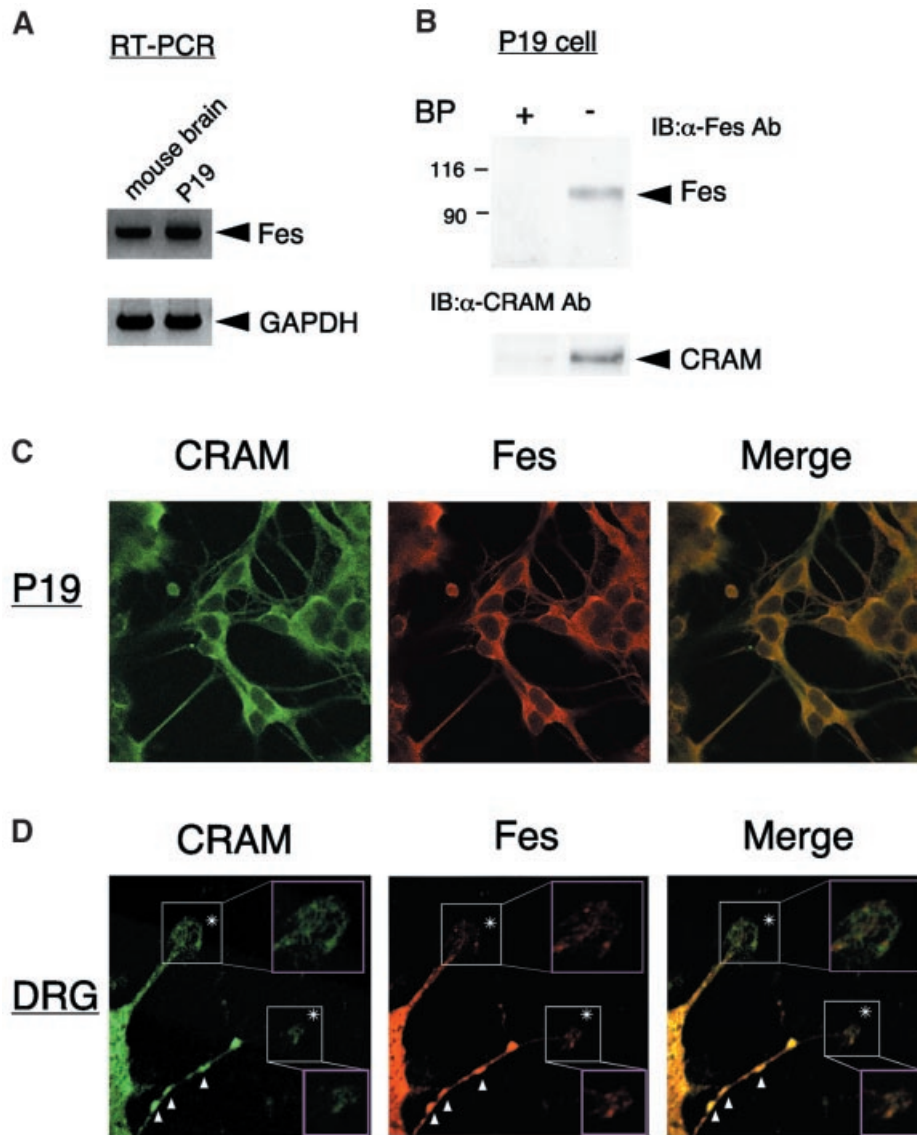 A
RT-PCR
mouse brain
P19
Fes
GAPDH
B
P19 cell
BP + -
IB:α-Fes Ab
116
90
Fes
IB:α-CRAM Ab
CRAM
C
CRAM Fes Merge
P19
D
CRAM Fes Merge
* * *
DRG
* * *